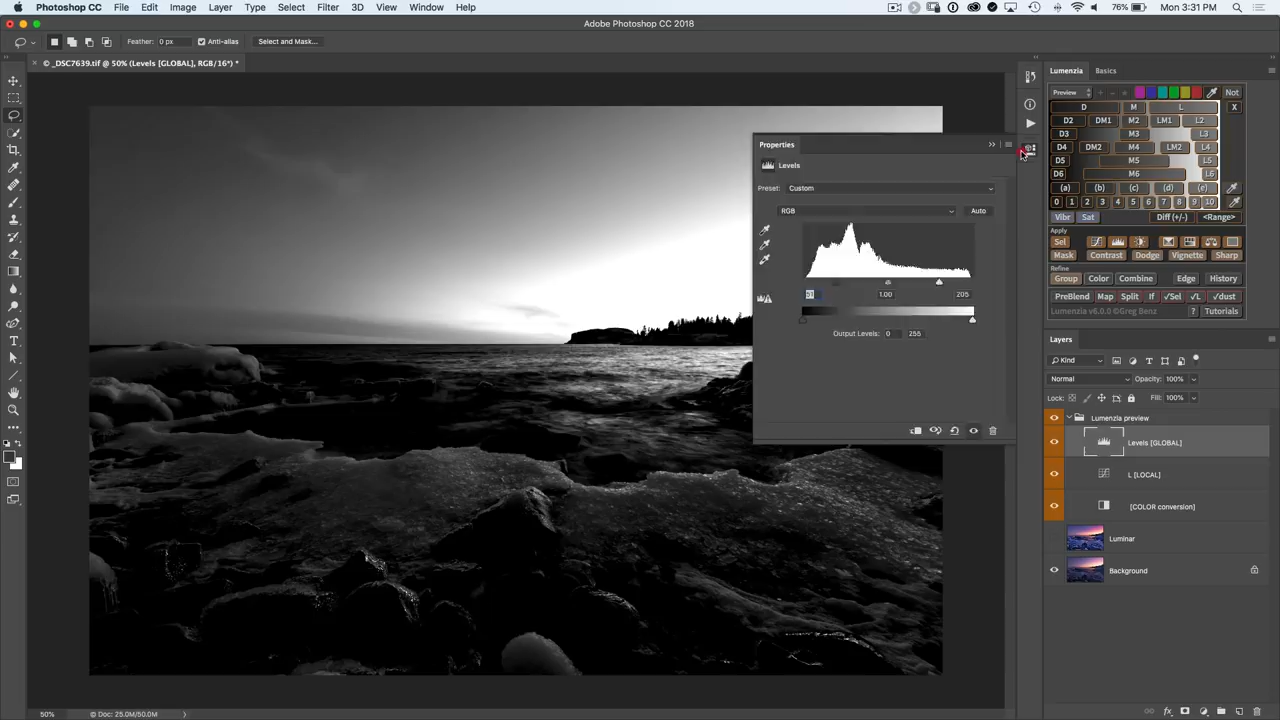 Photoshop CC File Edit Image Layer Type Select Filter 3D View Window Help 76% Mon 3:31 PM
Adobe Photoshop CC 2018
Feather: 0 px Anti-alias Select and Mask...
© _DSC7639.tif @ 50% (Levels [GLOBAL], RGB/16*) *
Lumenzia Basics
Preview + − Not
D M L X
D2 DM1 M2 LM1 L2
D3 M3 L3
D4 DM2 M4 LM2 L4
D5 M5 L5
D6 M6 L6
(a) (b) (c) (d) (e)
0 1 2 3 4 5 6 7 8 9 10
Vibr Sat Diff (+/-) <Range>
Apply
Sel
Mask Contrast Dodge Vignette Sharp
Refine
Group Color Combine Edge History
PreBlend Map Split If ✓Sel ✓L ✓dust
Lumenzia v6.0.0 ©Greg Benz ? Tutorials
Properties
Levels
Preset: Custom
RGB Auto
51 1.00 205
Output Levels: 0 255
Layers
Kind
Normal Opacity: 100%
Lock: Fill: 100%
Lumenzia preview
Levels [GLOBAL]
L [LOCAL]
[COLOR conversion]
Luminar
Background
50% © Doc: 25.0M/50.0M
fx